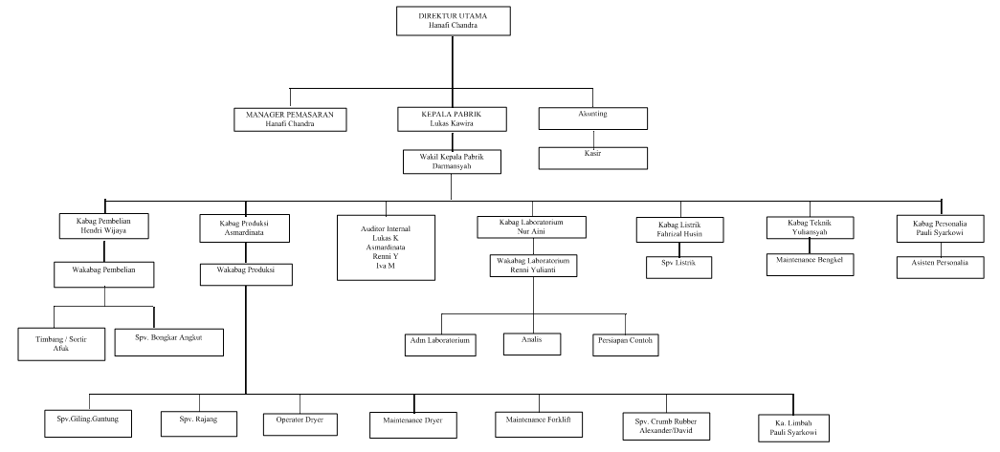 DIREKTUR UTAMA
Hanafi Chandra
MANAGER PEMASARAN
Hanafi Chandra
KEPALA PABRIK
Lukas Kawira
Akunting
Kasir
Wakil Kepala Pabrik
Darmansyah
Kabag Pembelian
Hendri Wijaya
Kabag Produksi
Asmardinata
Auditor Internal
Lukas K
Asmardinata
Renni Y
Iva M
Kabag Laboratorium
Nur Aini
Kabag Listrik
Fahrizal Husin
Kabag Teknik
Yuliansyah
Kabag Personalia
Pauli Syarkowi
Wakabag Pembelian
Wakabag Produksi
Wakabag Laboratorium
Renni Yulianti
Spv Listrik
Maintenance Bengkel
Asisten Personalia
Timbang / Sortir
Afuk
Spv. Bongkar Angkut
Adm Laboratorium
Analis
Persiapan Contoh
Spv.Giling.Gantung
Spv. Rajang
Operator Dryer
Maintenance Dryer
Maintenance Forklift
Spv. Crumb Rubber
Alexander/David
Ka. Limbah
Pauli Syarkowi